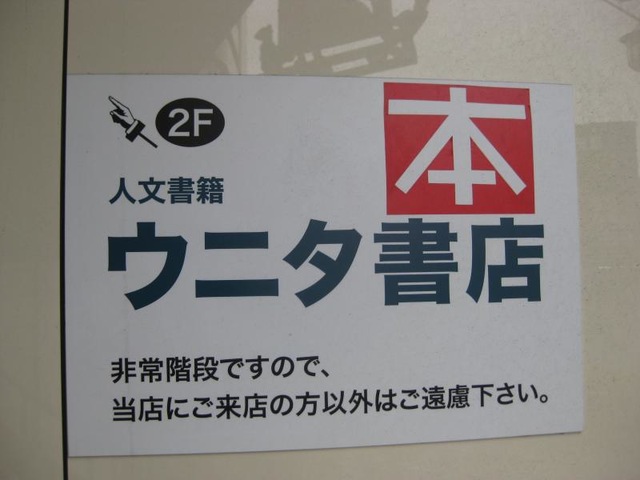 2F
本
人文書籍
ウニタ書店
非常階段ですので、
当店にご来店の方以外はご遠慮下さい。